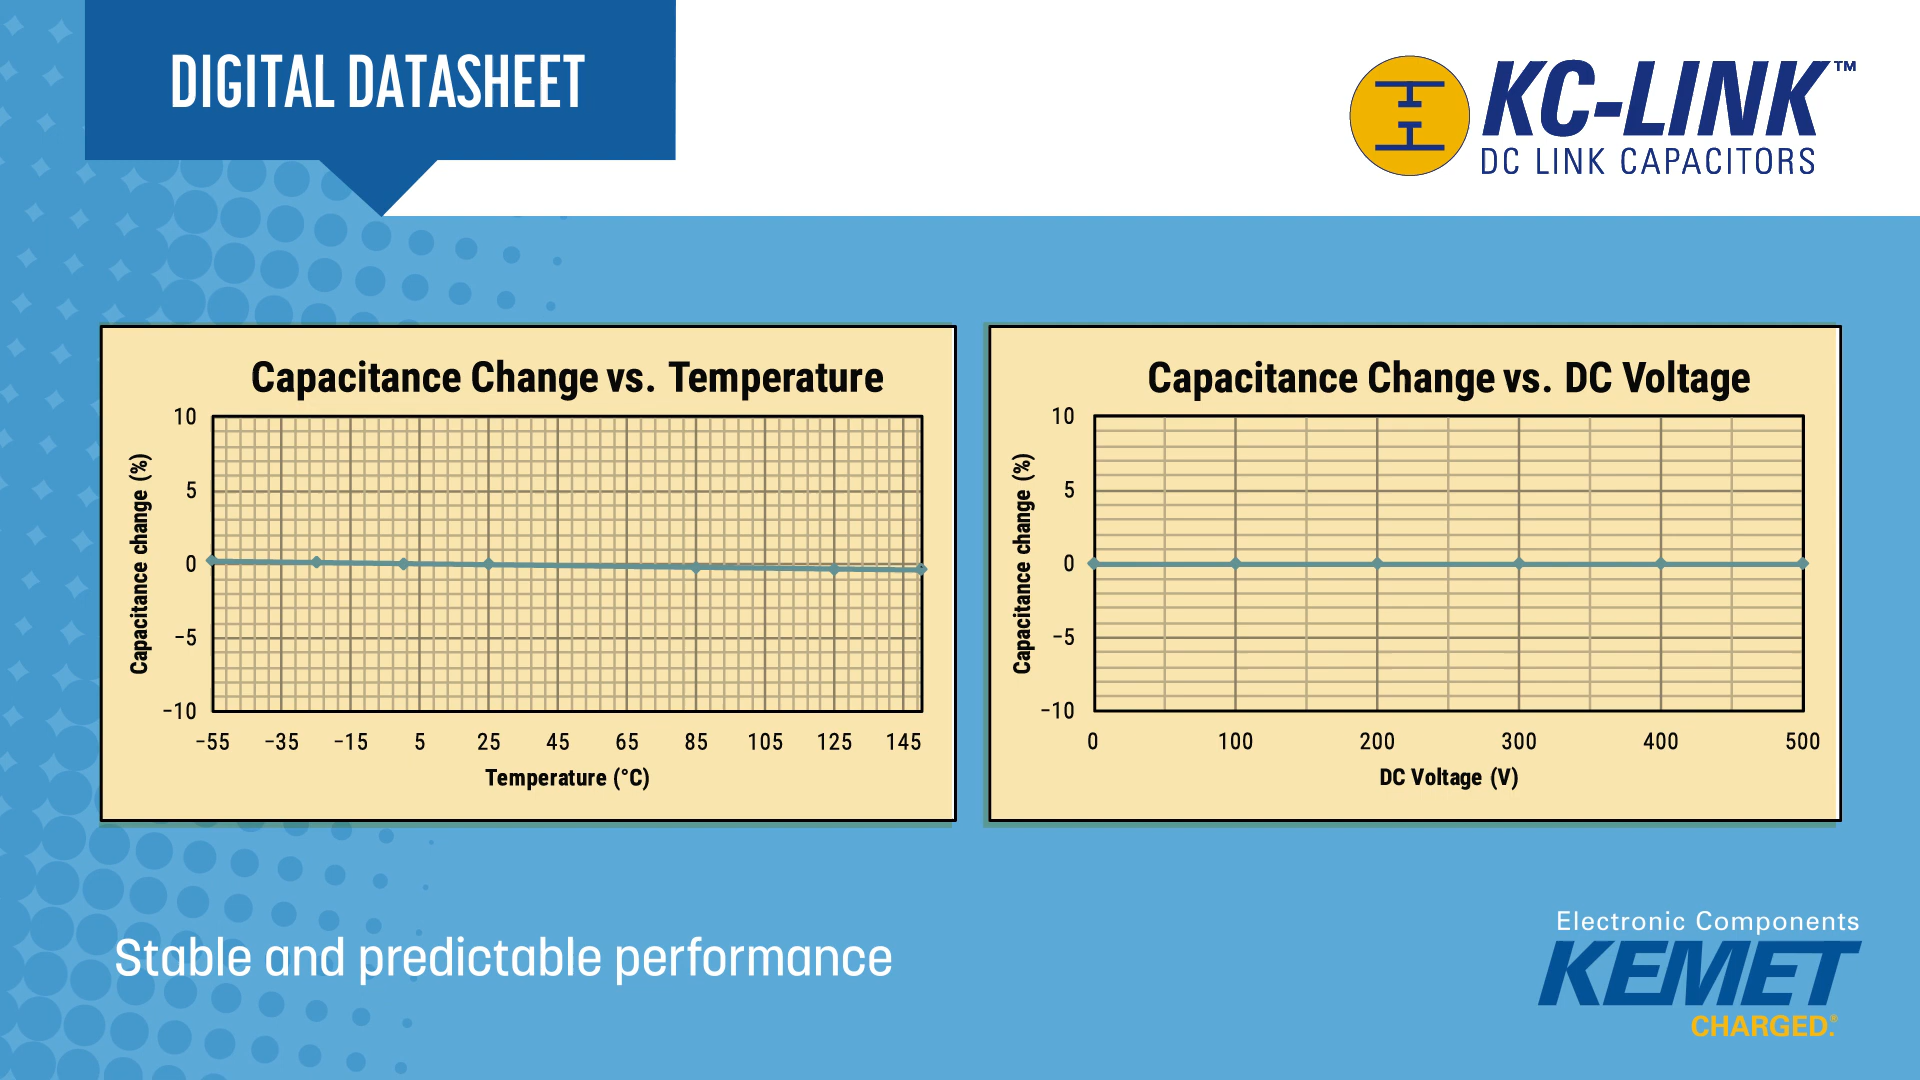 DIGITAL DATASHEET
KC-LINK™
DC LINK CAPACITORS
Capacitance Change vs. Temperature
10
5
0
−5
−10
Capacitance change (%)
−55 −35 −15 5 25 45 65 85 105 125 145
Temperature (°C)
Capacitance Change vs. DC Voltage
10
5
0
−5
−10
Capacitance change (%)
0 100 200 300 400 500
DC Voltage (V)
Stable and predictable performance
Electronic Components
KEMET
CHARGED.®